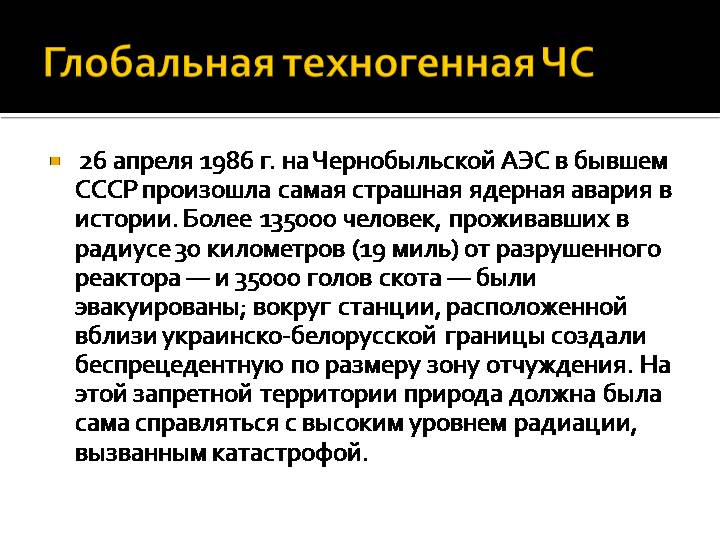 Глобальная техногенная ЧС
26 апреля 1986 г. на Чернобыльской АЭС в бывшем
СССР произошла самая страшная ядерная авария в
истории. Более 135000 человек, проживавших в
радиусе 30 километров (19 миль) от разрушенного
реактора — и 35000 голов скота — были
эвакуированы; вокруг станции, расположенной
вблизи украинско-белорусской границы создали
беспрецедентную по размеру зону отчуждения. На
этой запретной территории природа должна была
сама справляться с высоким уровнем радиации,
вызванным катастрофой.